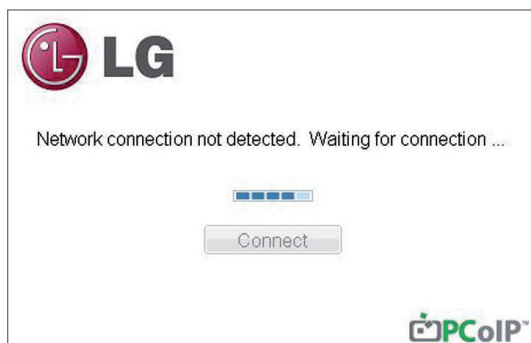 LG
Network connection not detected. Waiting for connection ...
Connect
PCoIP™